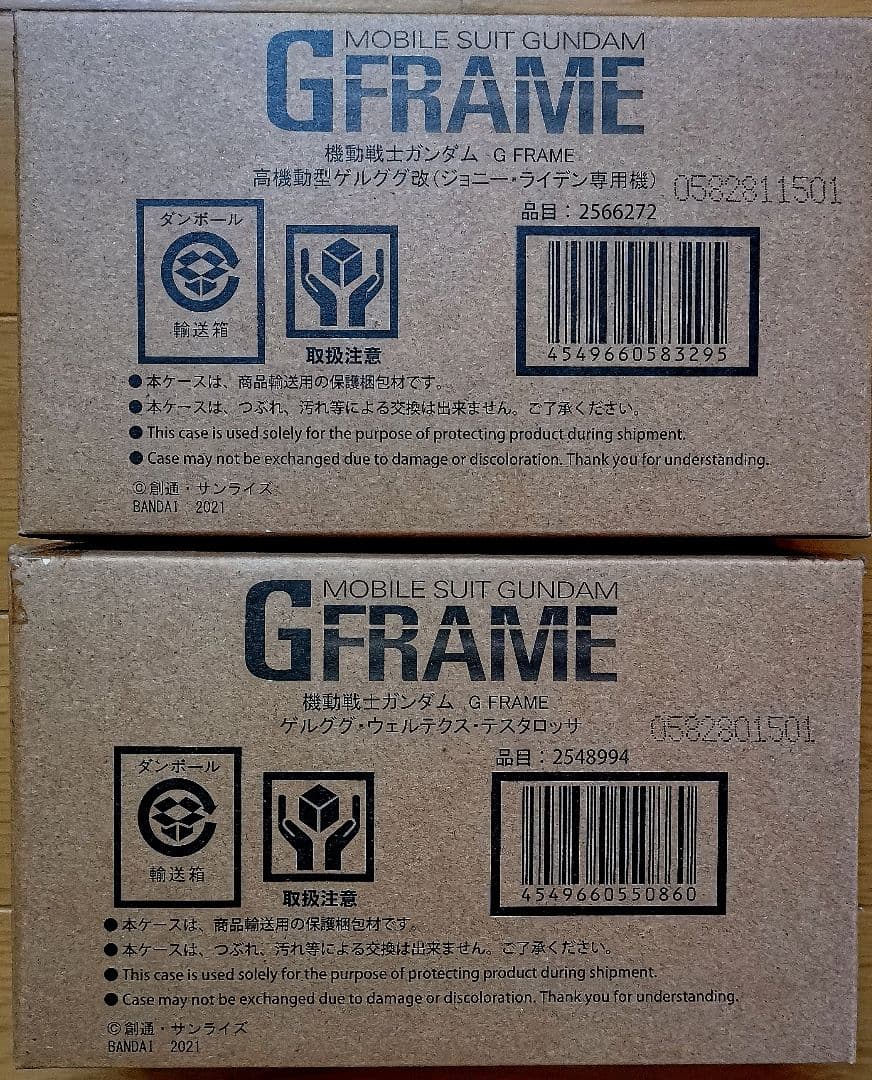 MOBILE SUIT GUNDAM
GFRAME
機動戦士ガンダム G FRAME
高機動型ゲルググ改(ジョニー・ライデン専用機)
0582811501
品目：2566272
ダンボール
輸送箱
取扱注意
4549660583295
●本ケースは、商品輸送用の保護梱包材です。
●本ケースは、つぶれ、汚れ等による交換は出来ません。ご了承ください。
●This case is used solely for the purpose of protecting product during shipment.
●Case may not be exchanged due to damage or discoloration. Thank you for understanding.
©創通・サンライズ
BANDAI 2021
MOBILE SUIT GUNDAM
GFRAME
機動戦士ガンダム G FRAME
ゲルググ・ウェルテクス・テスタロッサ
0582801501
品目：2548994
ダンボール
輸送箱
取扱注意
4549660550860
●本ケースは、商品輸送用の保護梱包材です。
●本ケースは、つぶれ、汚れ等による交換は出来ません。ご了承ください。
●This case is used solely for the purpose of protecting product during shipment.
●Case may not be exchanged due to damage or discoloration. Thank you for understanding.
©創通・サンライズ
BANDAI 2021